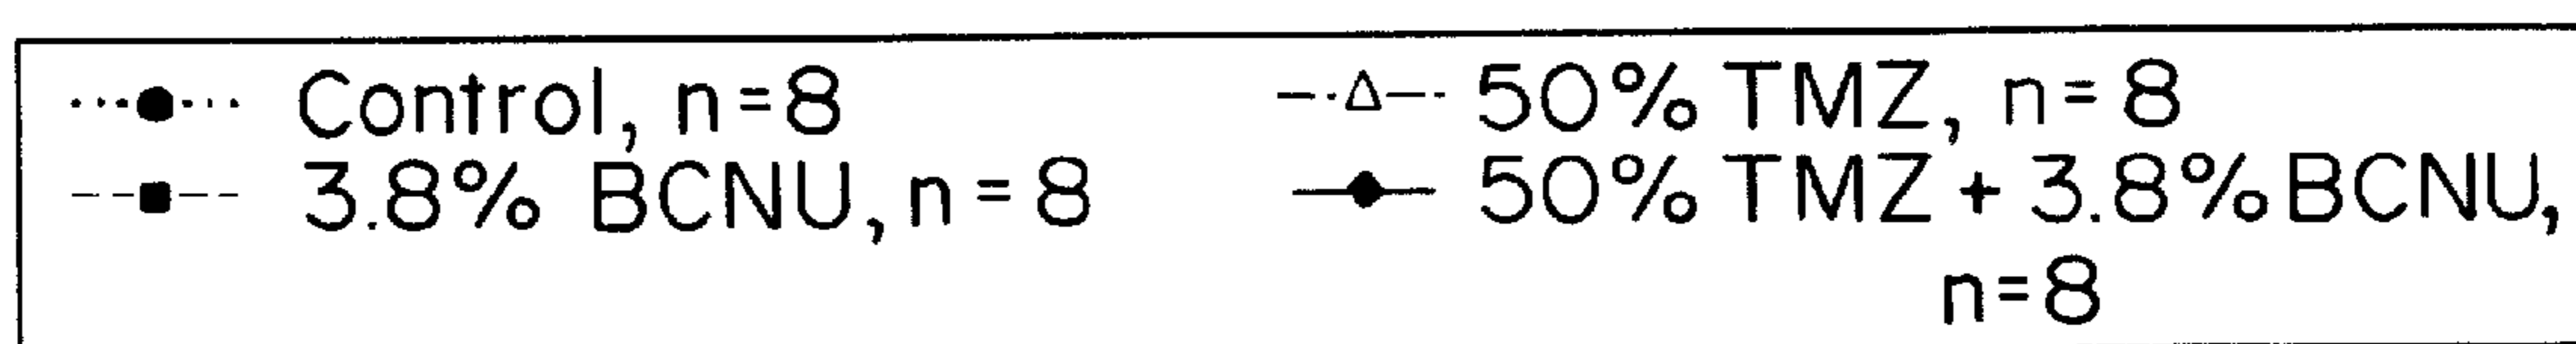 Control, n=8
3.8% BCNU, n=8
50% TMZ, n=8
50% TMZ + 3.8% BCNU,
n=8